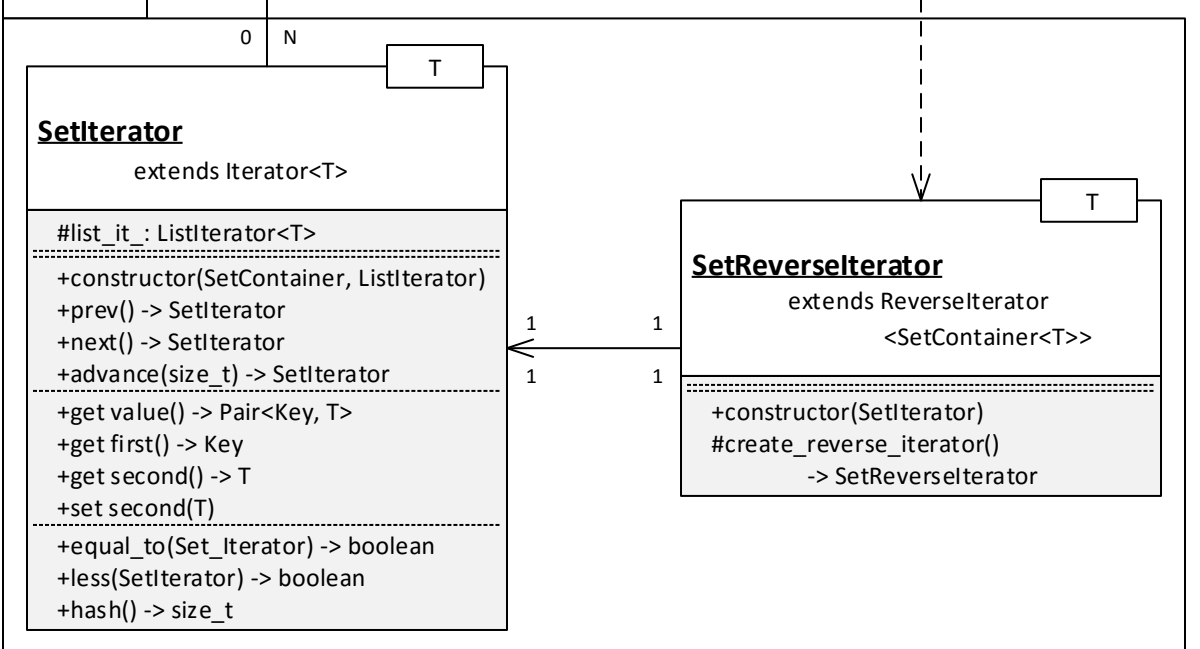 0 N
T
SetIterator
extends Iterator<T>
#list_it_: ListIterator<T>
+constructor(SetContainer, ListIterator)
+prev() -> SetIterator
+next() -> SetIterator
+advance(size_t) -> SetIterator
+get value() -> Pair<Key, T>
+get first() -> Key
+get second() -> T
+set second(T)
+equal_to(Set_Iterator) -> boolean
+less(SetIterator) -> boolean
+hash() -> size_t
1 1
1 1
T
SetReverseIterator
extends ReverseIterator
<SetContainer<T>>
+constructor(SetIterator)
#create_reverse_iterator()
-> SetReverseIterator